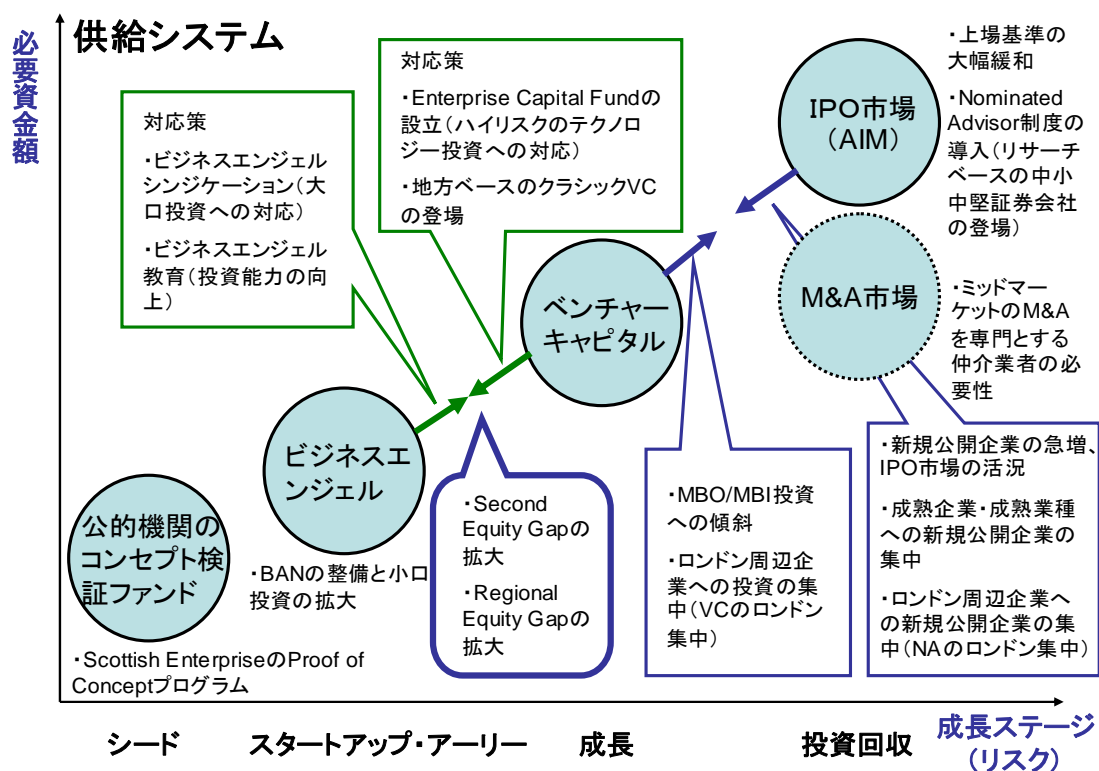 必要資金額
供給システム
対応策
・ビジネスエンジェル
シンジケーション（大
口投資への対応）
・ビジネスエンジェル
教育（投資能力の向
上）
対応策
・Enterprise Capital Fundの
設立（ハイリスクのテクノロ
ジー投資への対応）
・地方ベースのクラシックVC
の登場
IPO市場
（AIM）
・上場基準の
大幅緩和
・Nominated
Advisor制度の
導入（リサーチ
ベースの中小
中堅証券会社
の登場）
M&A市場
・ミッドマー
ケットのM&A
を専門とする
仲介業者の必
要性
ベンチャー
キャピタル
ビジネスエ
ンジェル
・BANの整備と小口
投資の拡大
公的機関の
コンセプト検
証ファンド
・Scottish EnterpriseのProof of
Conceptプログラム
・Second
Equity Gapの
拡大
・Regional
Equity Gapの
拡大
・MBO/MBI投資
への傾斜
・ロンドン周辺企
業への投資の集
中（VCのロンドン
集中）
・新規公開企業の急増、
IPO市場の活況
・成熟企業・成熟業種
への新規公開企業の
集中
・ロンドン周辺企業へ
の新規公開企業の集
中（NAのロンドン集中）
シード
スタートアップ・アーリー
成長
投資回収
成長ステージ
（リスク）